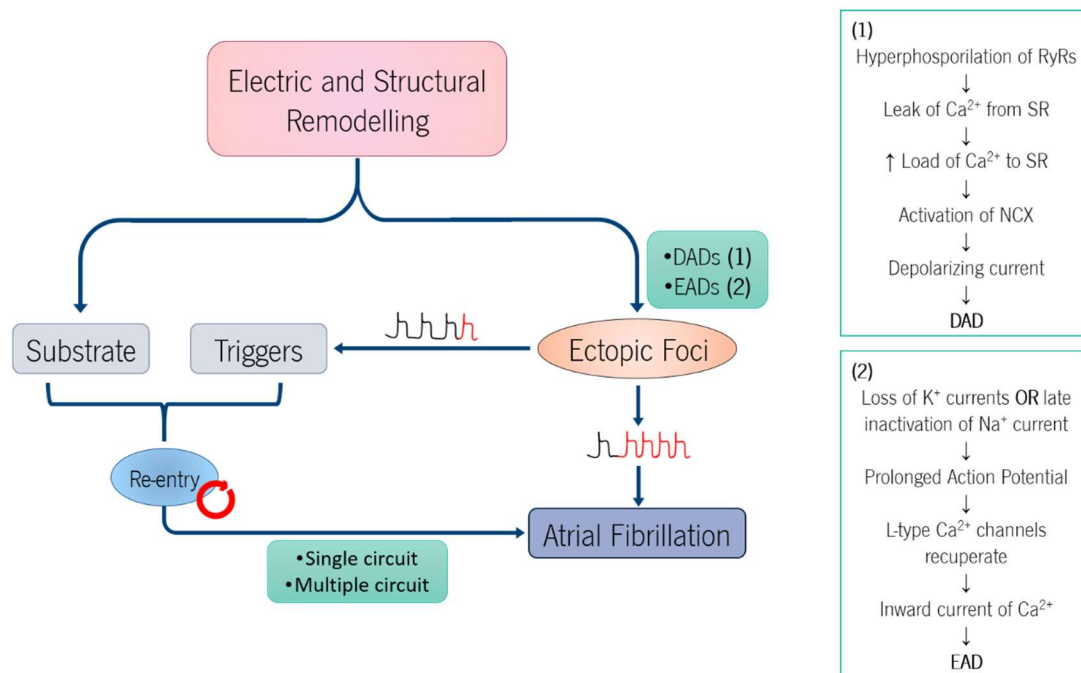 Electric and Structural
Remodelling
•DADs (1)
•EADs (2)
Substrate
Triggers
Ectopic Foci
Re-entry
Atrial Fibrillation
•Single circuit
•Multiple circuit
(1)
Hyperphosporilation of RyRs
↓
Leak of Ca²⁺ from SR
↓
↑ Load of Ca²⁺ to SR
↓
Activation of NCX
↓
Depolarizing current
↓
DAD
(2)
Loss of K⁺ currents OR late
inactivation of Na⁺ current
↓
Prolonged Action Potential
↓
L-type Ca²⁺ channels
recuperate
↓
Inward current of Ca²⁺
↓
EAD